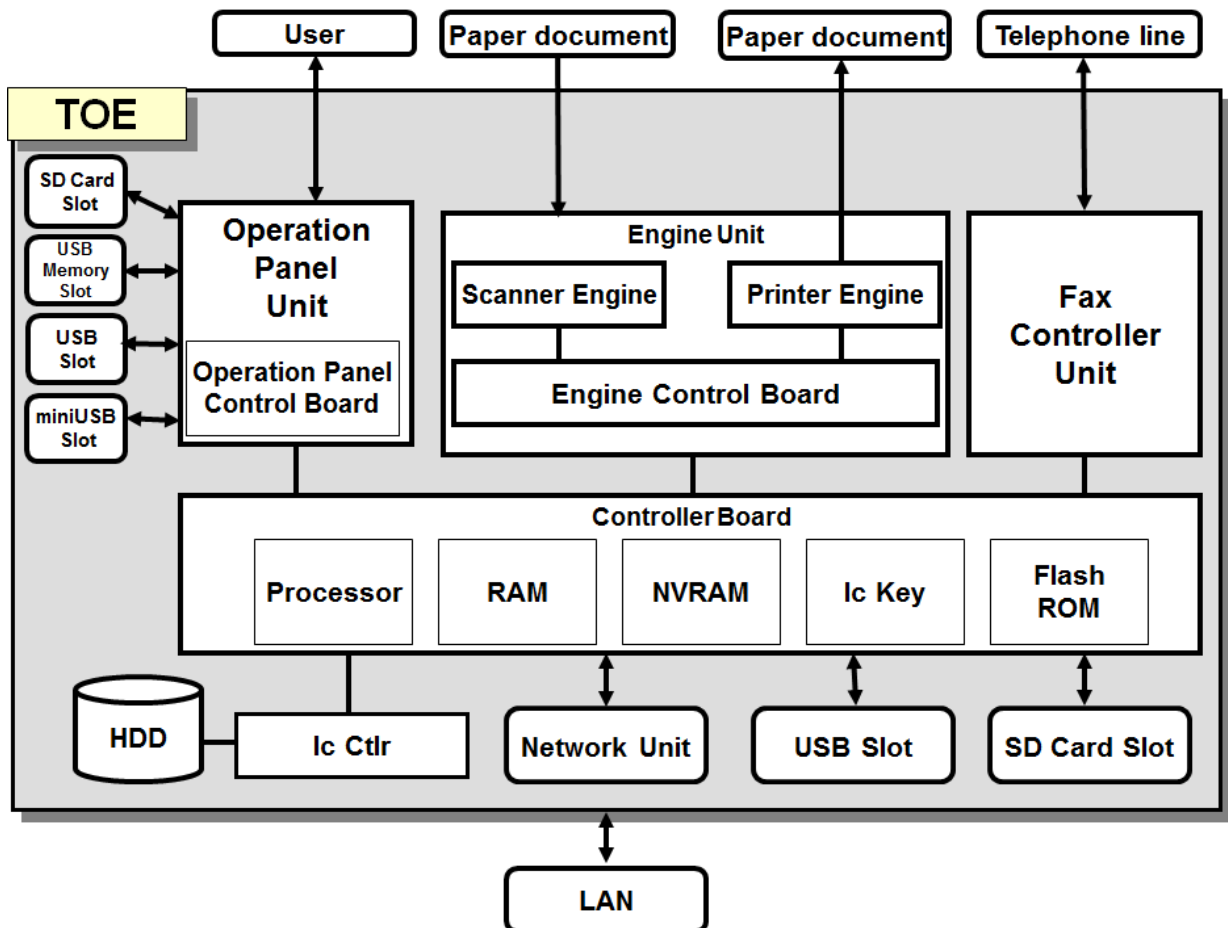 User
Paper document
Paper document
Telephone line
TOE
SD Card
Slot
USB
Memory
Slot
USB
Slot
miniUSB
Slot
Operation
Panel
Unit
Operation Panel
Control Board
Engine Unit
Scanner Engine
Printer Engine
Engine Control Board
Fax
Controller
Unit
Controller Board
Processor
RAM
NVRAM
Ic Key
Flash
ROM
HDD
Ic Ctlr
Network Unit
USB Slot
SD Card Slot
LAN